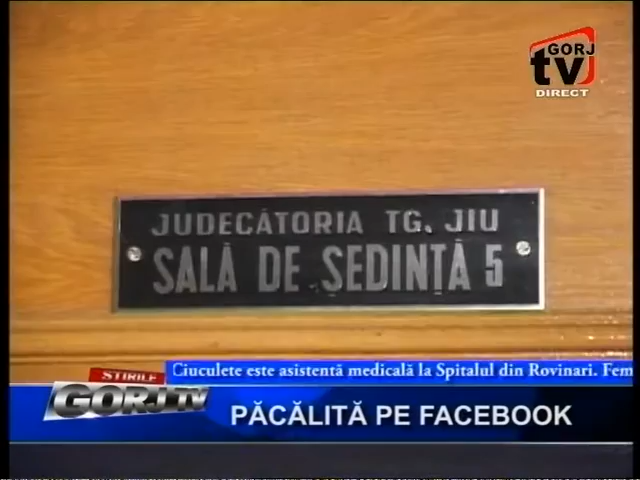 GORJ
tv
DIRECT
JUDECĂTORIA TG. JIU
SALĂ DE ŞEDINŢĂ 5
Ciuculete este asistentă medicală la Spitalul din Rovinari. Fem
ŞTIRILE
GORJ TV
PĂCĂLITĂ PE FACEBOOK